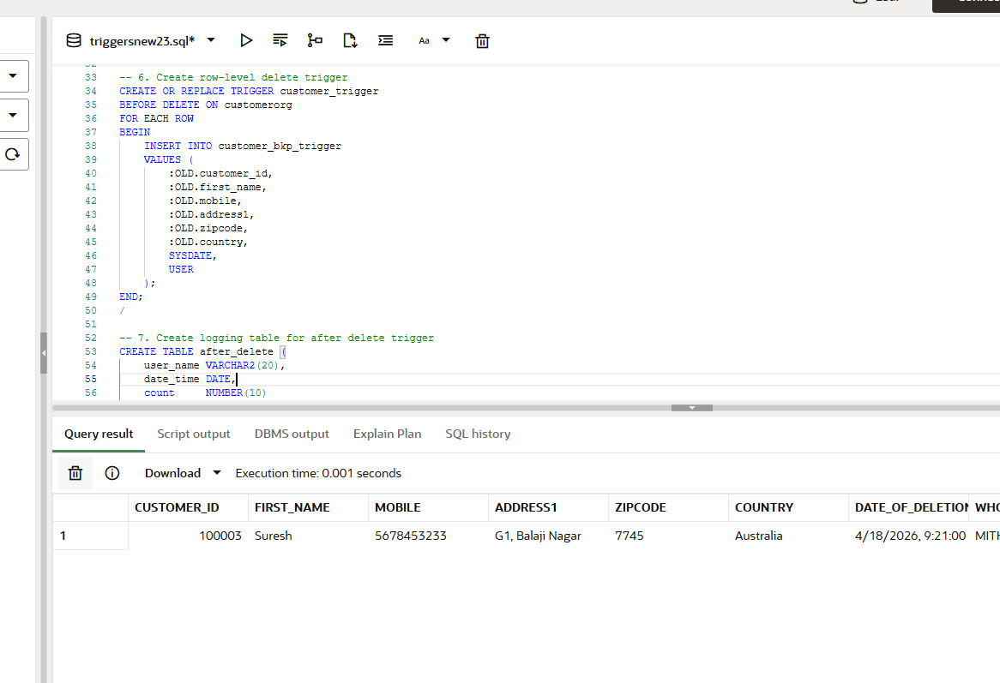 triggersnew23.sql*
Aa
33 -- 6. Create row-level delete trigger
34 CREATE OR REPLACE TRIGGER customer_trigger
35 BEFORE DELETE ON customerorg
36 FOR EACH ROW
37 BEGIN
38 INSERT INTO customer_bkp_trigger
39 VALUES (
40 :OLD.customer_id,
41 :OLD.first_name,
42 :OLD.mobile,
43 :OLD.address1,
44 :OLD.zipcode,
45 :OLD.country,
46 SYSDATE,
47 USER
48 );
49 END;
50 /
51
52 -- 7. Create logging table for after delete trigger
53 CREATE TABLE after_delete (
54 user_name VARCHAR2(20),
55 date_time DATE,
56 count NUMBER(10)
Query result Script output DBMS output Explain Plan SQL history
Download Execution time: 0.001 seconds
CUSTOMER_ID FIRST_NAME MOBILE ADDRESS1 ZIPCODE COUNTRY DATE_OF_DELETION WHO
1 100003 Suresh 5678453233 G1, Balaji Nagar 7745 Australia 4/18/2026, 9:21:00 MITH